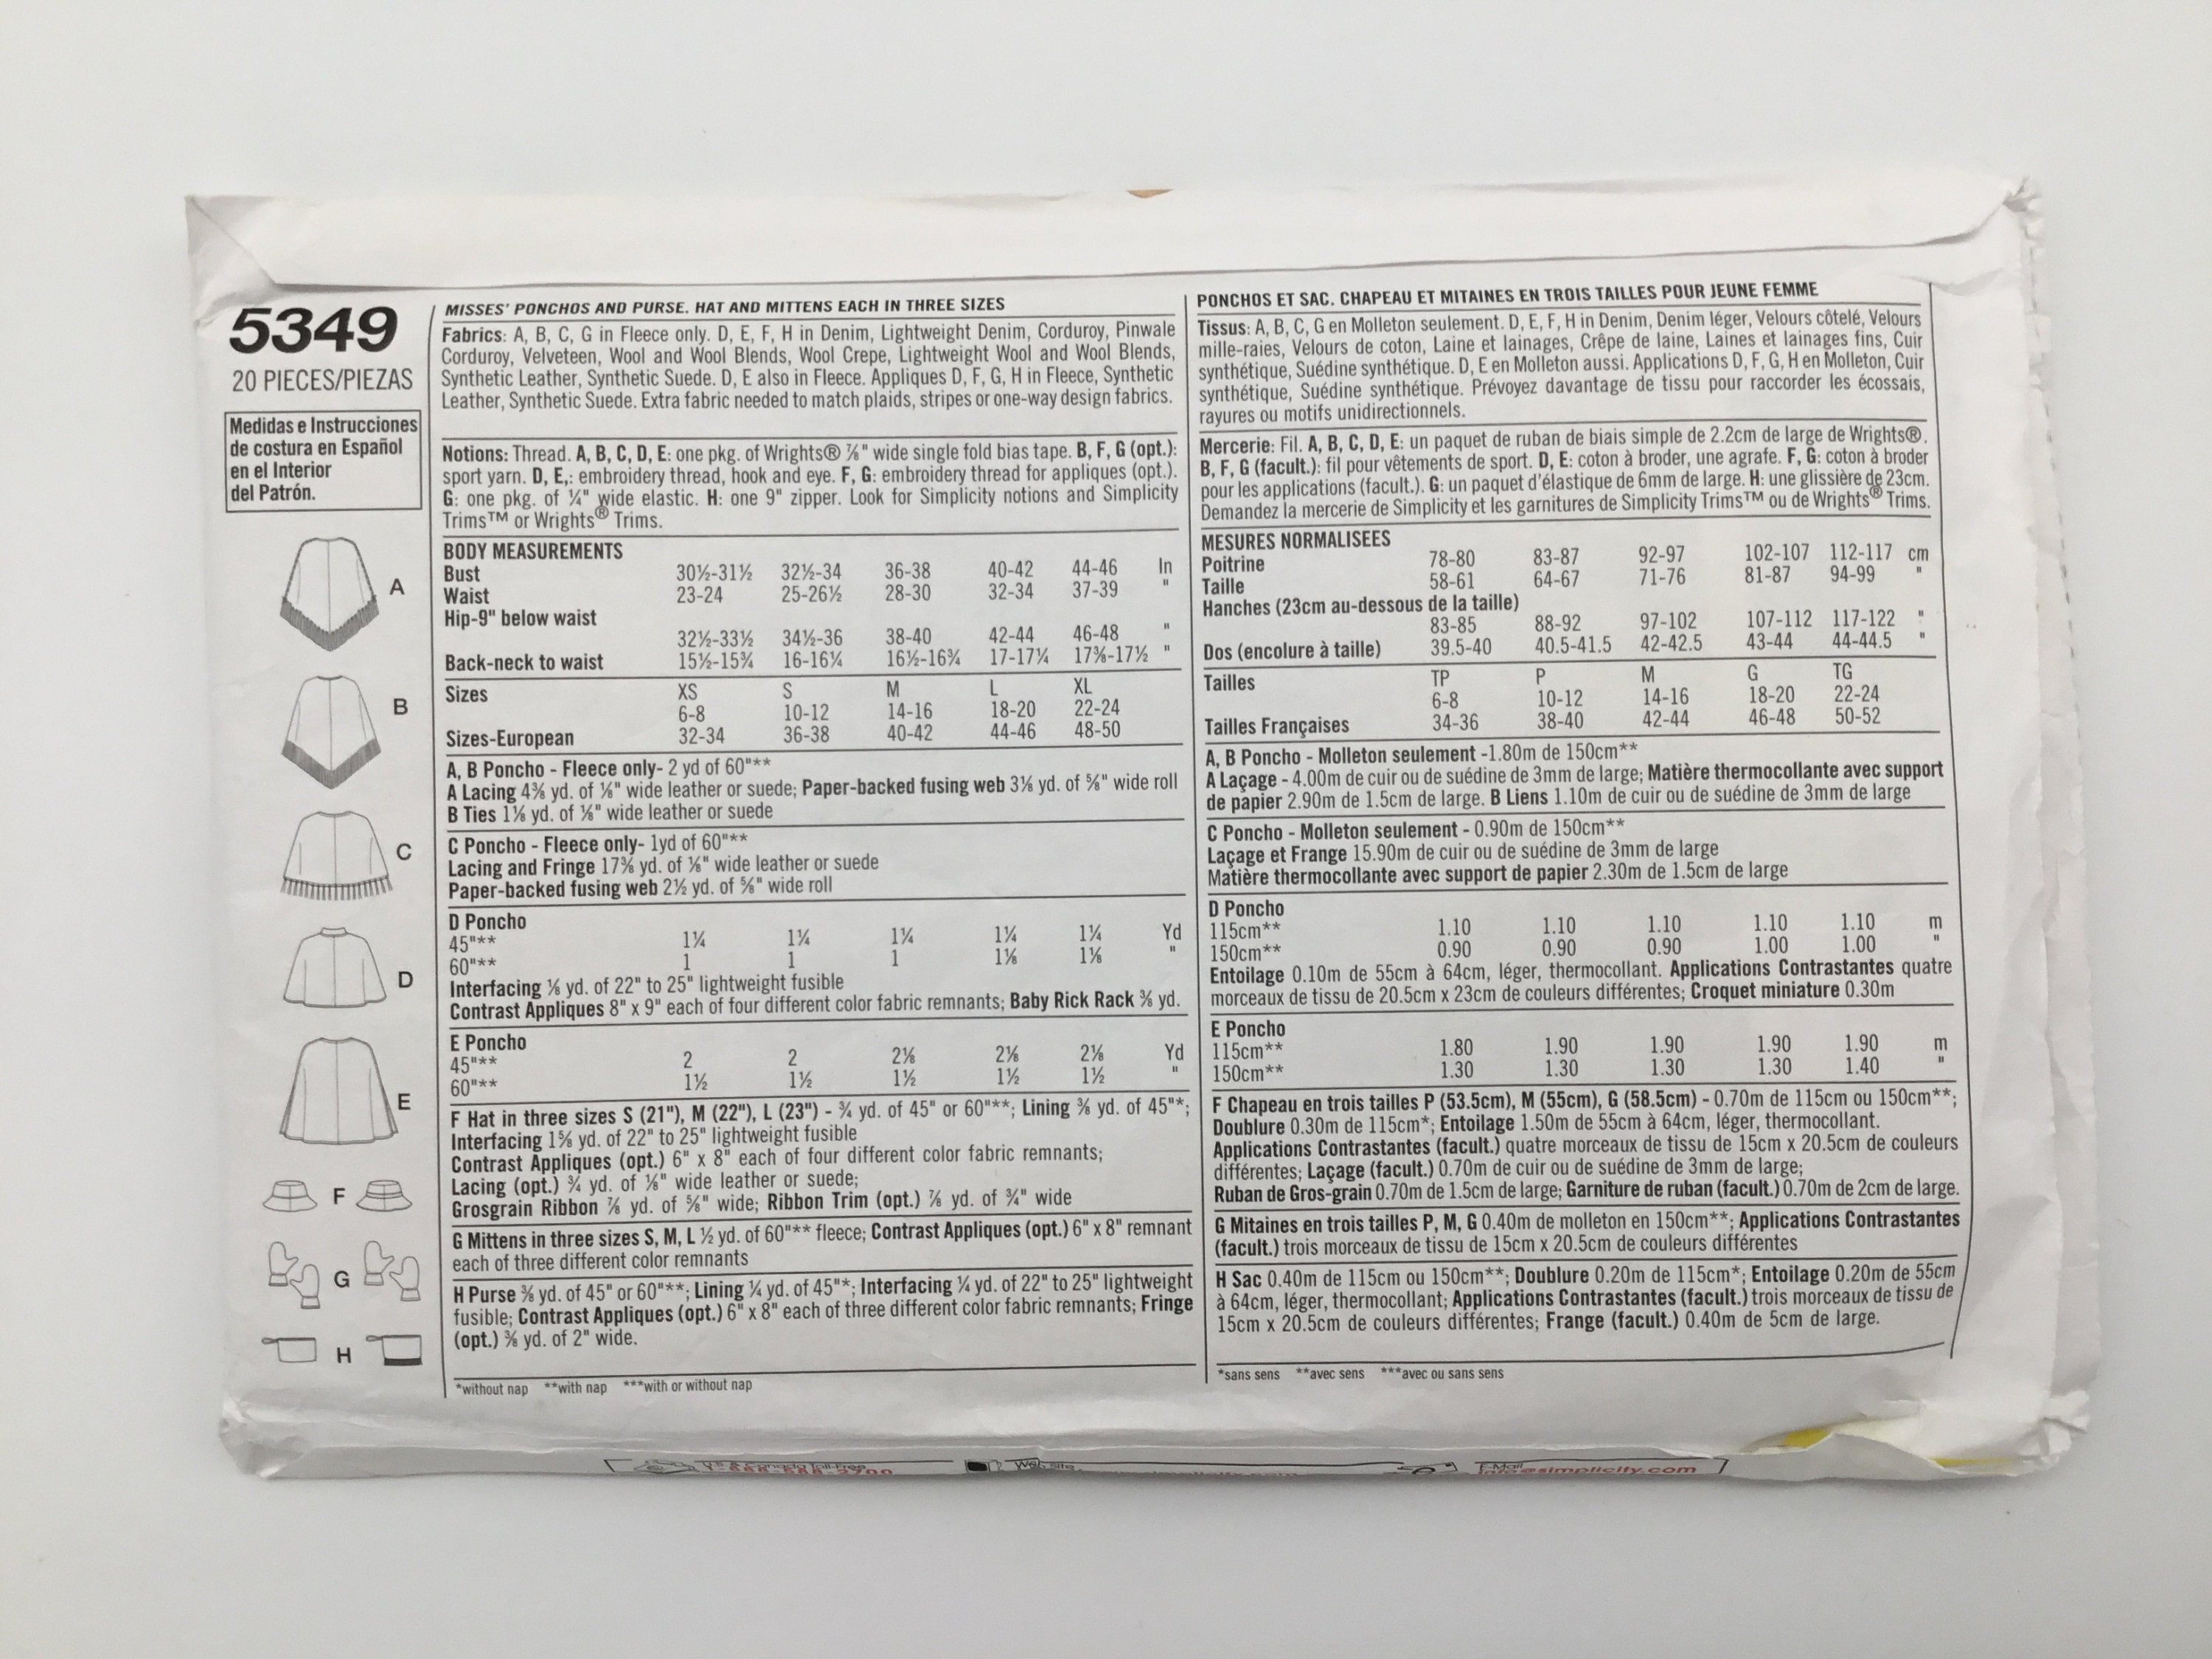 5349
20 PIECES/PIEZAS
Medidas e Instrucciones
de costura en Español
en el Interior
del Patrón.
A
B
C
D
E
F
G
H
MISSES' PONCHOS AND PURSE. HAT AND MITTENS EACH IN THREE SIZES
Fabrics: A, B, C, G in Fleece only. D, E, F, H in Denim, Lightweight Denim, Corduroy, Pinwale
Corduroy, Velveteen, Wool and Wool Blends, Wool Crepe, Lightweight Wool and Wool Blends,
Synthetic Leather, Synthetic Suede. D, E also in Fleece. Appliques D, F, G, H in Fleece, Synthetic
Leather, Synthetic Suede. Extra fabric needed to match plaids, stripes or one-way design fabrics.
Notions: Thread. A, B, C, D, E: one pkg. of Wrights® ⅞" wide single fold bias tape. B, F, G (opt.):
sport yarn. D, E,: embroidery thread, hook and eye. F, G: embroidery thread for appliques (opt.).
G: one pkg. of ¼" wide elastic. H: one 9" zipper. Look for Simplicity notions and Simplicity
Trims™ or Wrights® Trims.
BODY MEASUREMENTS
Bust 30½-31½ 32½-34 36-38 40-42 44-46 In
Waist 23-24 25-26½ 28-30 32-34 37-39 "
Hip-9" below waist
32½-33½ 34½-36 38-40 42-44 46-48 "
Back-neck to waist 15½-15¾ 16-16¼ 16½-16¾ 17-17¼ 17⅜-17½ "
Sizes XS S M L XL
6-8 10-12 14-16 18-20 22-24
Sizes-European 32-34 36-38 40-42 44-46 48-50
A, B Poncho - Fleece only- 2 yd of 60"**
A Lacing 4⅜ yd. of ⅛" wide leather or suede; Paper-backed fusing web 3⅛ yd. of ⅝" wide roll
B Ties 1⅛ yd. of ⅛" wide leather or suede
C Poncho - Fleece only- 1yd of 60"**
Lacing and Fringe 17⅜ yd. of ⅛" wide leather or suede
Paper-backed fusing web 2½ yd. of ⅝" wide roll
D Poncho
45"** 1¼ 1¼ 1¼ 1¼ 1¼ Yd
60"** 1 1 1 1⅛ 1⅛ "
Interfacing ⅛ yd. of 22" to 25" lightweight fusible
Contrast Appliques 8" x 9" each of four different color fabric remnants; Baby Rick Rack ⅜ yd.
E Poncho
45"** 2 2 2⅛ 2⅛ 2⅛ Yd
60"** 1½ 1½ 1½ 1½ 1½ "
F Hat in three sizes S (21"), M (22"), L (23") - ¾ yd. of 45" or 60"**; Lining ⅜ yd. of 45"*;
Interfacing 1⅝ yd. of 22" to 25" lightweight fusible
Contrast Appliques (opt.) 6" x 8" each of four different color fabric remnants;
Lacing (opt.) ¾ yd. of ⅛" wide leather or suede;
Grosgrain Ribbon ⅞ yd. of ⅝" wide; Ribbon Trim (opt.) ⅞ yd. of ¾" wide
G Mittens in three sizes S, M, L ½ yd. of 60"** fleece; Contrast Appliques (opt.) 6" x 8" remnant
each of three different color remnants
H Purse ⅜ yd. of 45" or 60"**; Lining ¼ yd. of 45"*; Interfacing ¼ yd. of 22" to 25" lightweight
fusible; Contrast Appliques (opt.) 6" x 8" each of three different color fabric remnants; Fringe
(opt.) ⅜ yd. of 2" wide.
*without nap **with nap ***with or without nap
PONCHOS ET SAC. CHAPEAU ET MITAINES EN TROIS TAILLES POUR JEUNE FEMME
Tissus: A, B, C, G en Molleton seulement. D, E, F, H in Denim, Denim léger, Velours côtelé, Velours
mille-raies, Velours de coton, Laine et lainages, Crêpe de laine, Laines et lainages fins, Cuir
synthétique, Suédine synthétique. D, E en Molleton aussi. Applications D, F, G, H en Molleton, Cuir
synthétique, Suédine synthétique. Prévoyez davantage de tissu pour raccorder les écossais,
rayures ou motifs unidirectionnels.
Mercerie: Fil. A, B, C, D, E: un paquet de ruban de biais simple de 2.2cm de large de Wrights®.
B, F, G (facult.): fil pour vêtements de sport. D, E: coton à broder, une agrafe. F, G: coton à broder
pour les applications (facult.). G: un paquet d'élastique de 6mm de large. H: une glissière de 23cm.
Demandez la mercerie de Simplicity et les garnitures de Simplicity Trims™ ou de Wrights® Trims.
MESURES NORMALISEES
Poitrine 78-80 83-87 92-97 102-107 112-117 cm
Taille 58-61 64-67 71-76 81-87 94-99 "
Hanches (23cm au-dessous de la taille)
83-85 88-92 97-102 107-112 117-122 "
Dos (encolure à taille) 39.5-40 40.5-41.5 42-42.5 43-44 44-44.5 "
Tailles TP P M G TG
6-8 10-12 14-16 18-20 22-24
Tailles Françaises 34-36 38-40 42-44 46-48 50-52
A, B Poncho - Molleton seulement -1.80m de 150cm**
A Laçage - 4.00m de cuir ou de suédine de 3mm de large; Matière thermocollante avec support
de papier 2.90m de 1.5cm de large. B Liens 1.10m de cuir ou de suédine de 3mm de large
C Poncho - Molleton seulement - 0.90m de 150cm**
Laçage et Frange 15.90m de cuir ou de suédine de 3mm de large
Matière thermocollante avec support de papier 2.30m de 1.5cm de large
D Poncho
115cm** 1.10 1.10 1.10 1.10 1.10 m
150cm** 0.90 0.90 0.90 1.00 1.00 "
Entoilage 0.10m de 55cm à 64cm, léger, thermocollant. Applications Contrastantes quatre
morceaux de tissu de 20.5cm x 23cm de couleurs différentes; Croquet miniature 0.30m
E Poncho
115cm** 1.80 1.90 1.90 1.90 1.90 m
150cm** 1.30 1.30 1.30 1.30 1.40 "
F Chapeau en trois tailles P (53.5cm), M (55cm), G (58.5cm) - 0.70m de 115cm ou 150cm**;
Doublure 0.30m de 115cm*; Entoilage 1.50m de 55cm à 64cm, léger, thermocollant.
Applications Contrastantes (facult.) quatre morceaux de tissu de 15cm x 20.5cm de couleurs
différentes; Laçage (facult.) 0.70m de cuir ou de suédine de 3mm de large;
Ruban de Gros-grain 0.70m de 1.5cm de large; Garniture de ruban (facult.) 0.70m de 2cm de large.
G Mitaines en trois tailles P, M, G 0.40m de molleton en 150cm**; Applications Contrastantes
(facult.) trois morceaux de tissu de 15cm x 20.5cm de couleurs différentes
H Sac 0.40m de 115cm ou 150cm**; Doublure 0.20m de 115cm*; Entoilage 0.20m de 55cm
à 64cm, léger, thermocollant; Applications Contrastantes (facult.) trois morceaux de tissu de
15cm x 20.5cm de couleurs différentes; Frange (facult.) 0.40m de 5cm de large.
*sans sens **avec sens ***avec ou sans sens
US & Canada Toll-Free
1-888-588-2700
Web Site
E-Mail
info@simplicity.com